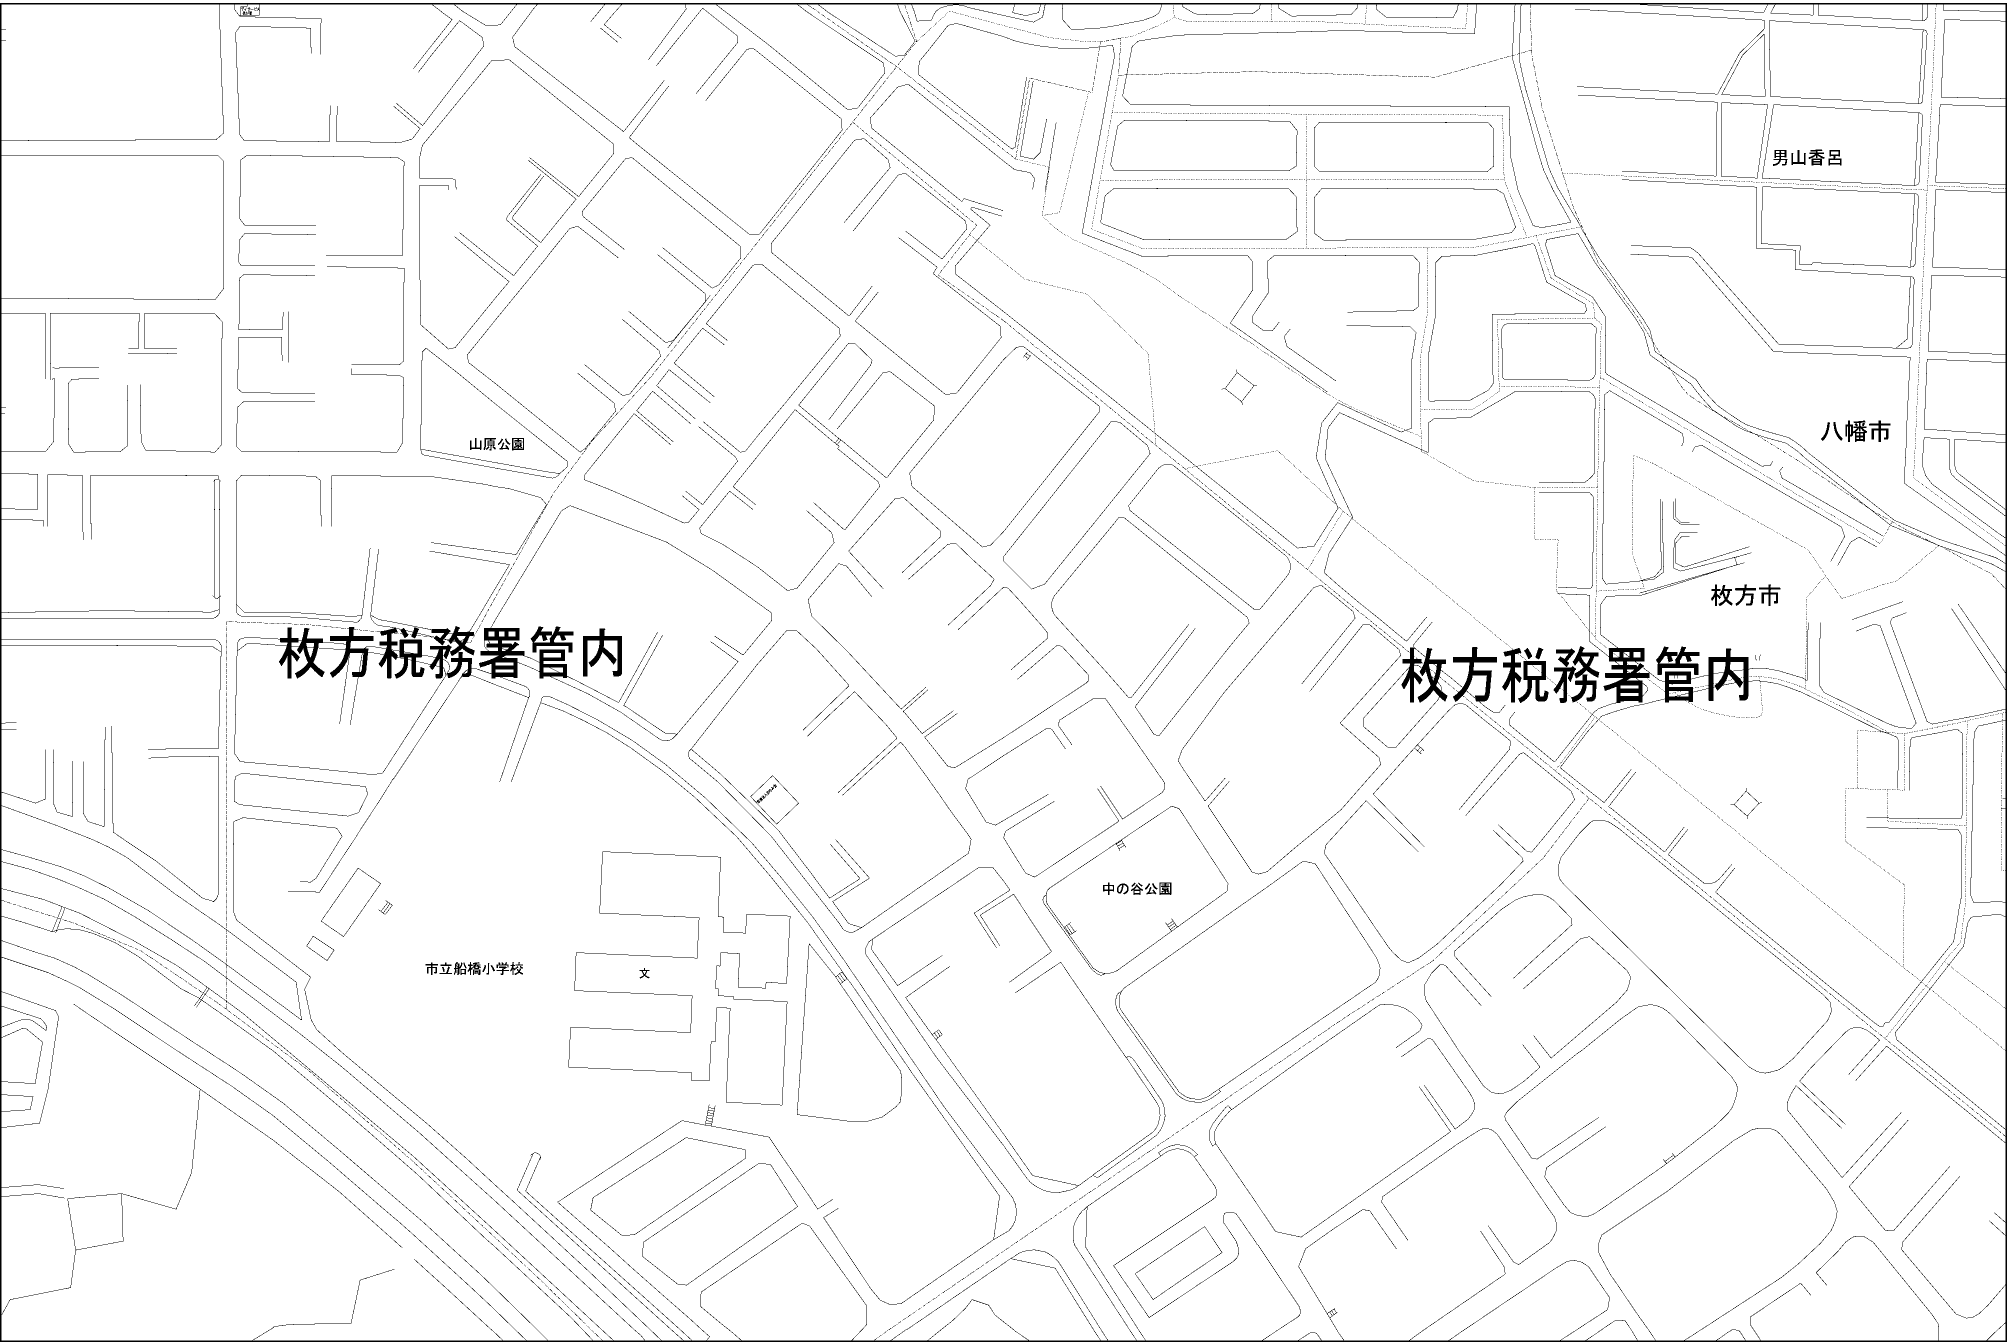 男山香呂
八幡市
山原公園
枚方市
枚方税務署管内
枚方税務署管内
中の谷公園
市立船橋小学校
文